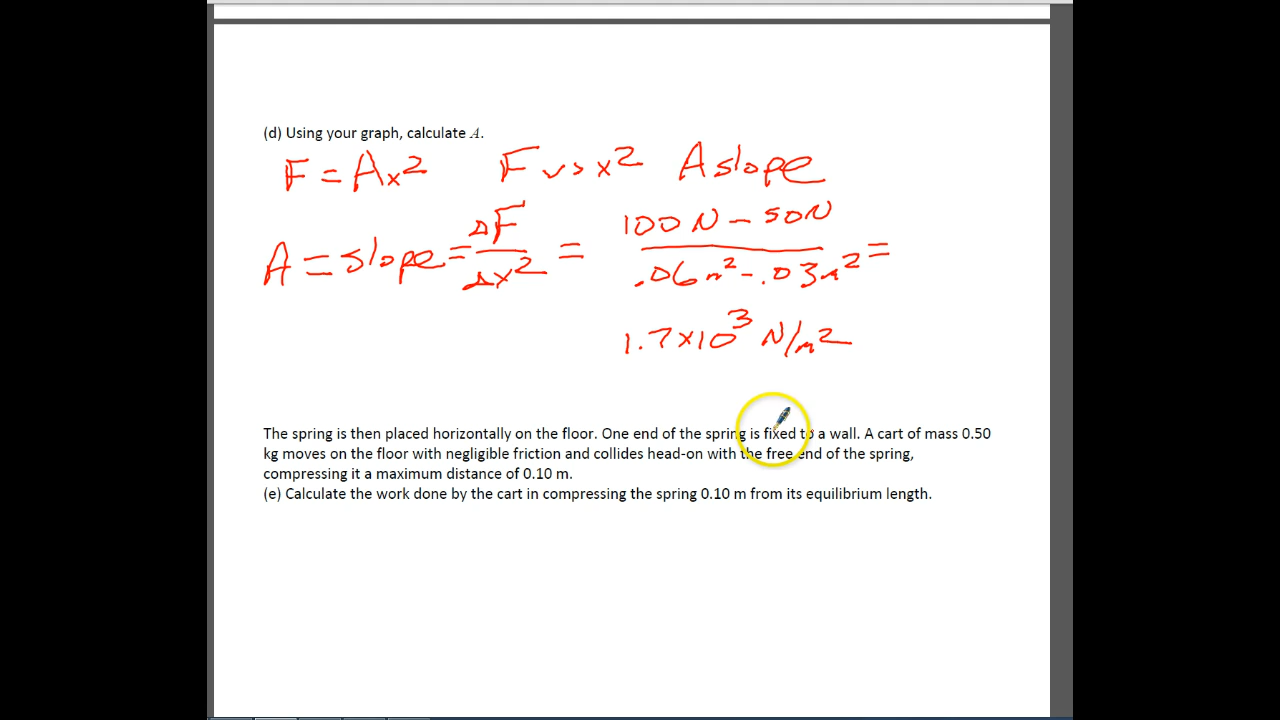 (d) Using your graph, calculate A.
F = Ax² F vs x² A slope
A = slope = ΔF/Δx² = (100 N - 50 N)/(.06 m² - .03 m²) =
1.7 x 10³ N/m²
The spring is then placed horizontally on the floor. One end of the spring is fixed to a wall. A cart of mass 0.50
kg moves on the floor with negligible friction and collides head-on with the free end of the spring,
compressing it a maximum distance of 0.10 m.
(e) Calculate the work done by the cart in compressing the spring 0.10 m from its equilibrium length.